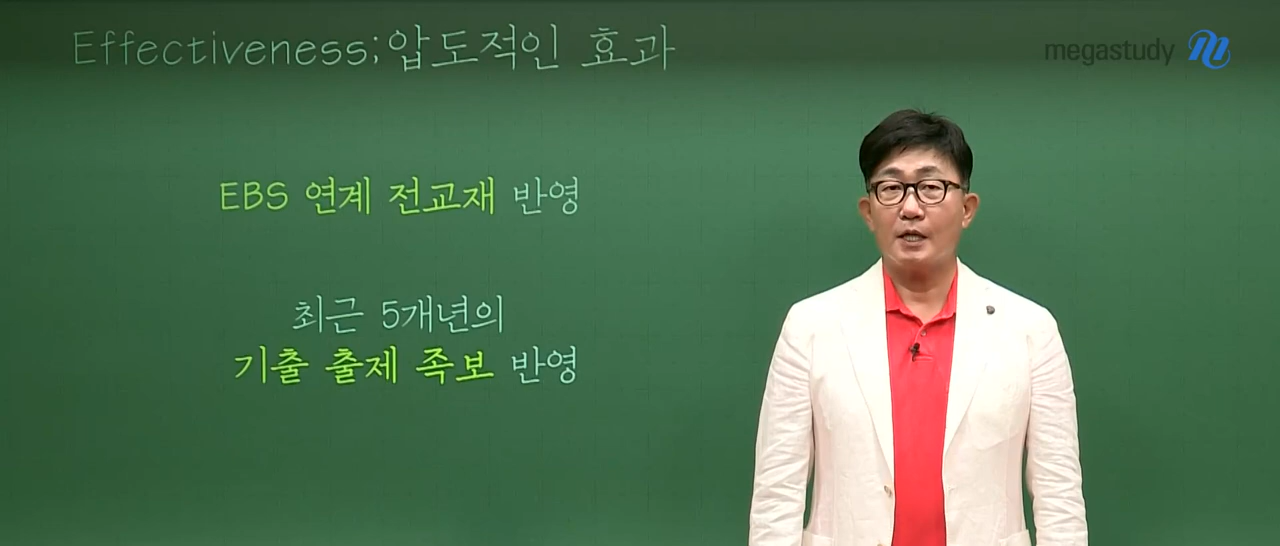 Effectiveness;압도적인 효과
megastudy
EBS 연계 전교재 반영
최근 5개년의
기출 출제 족보 반영